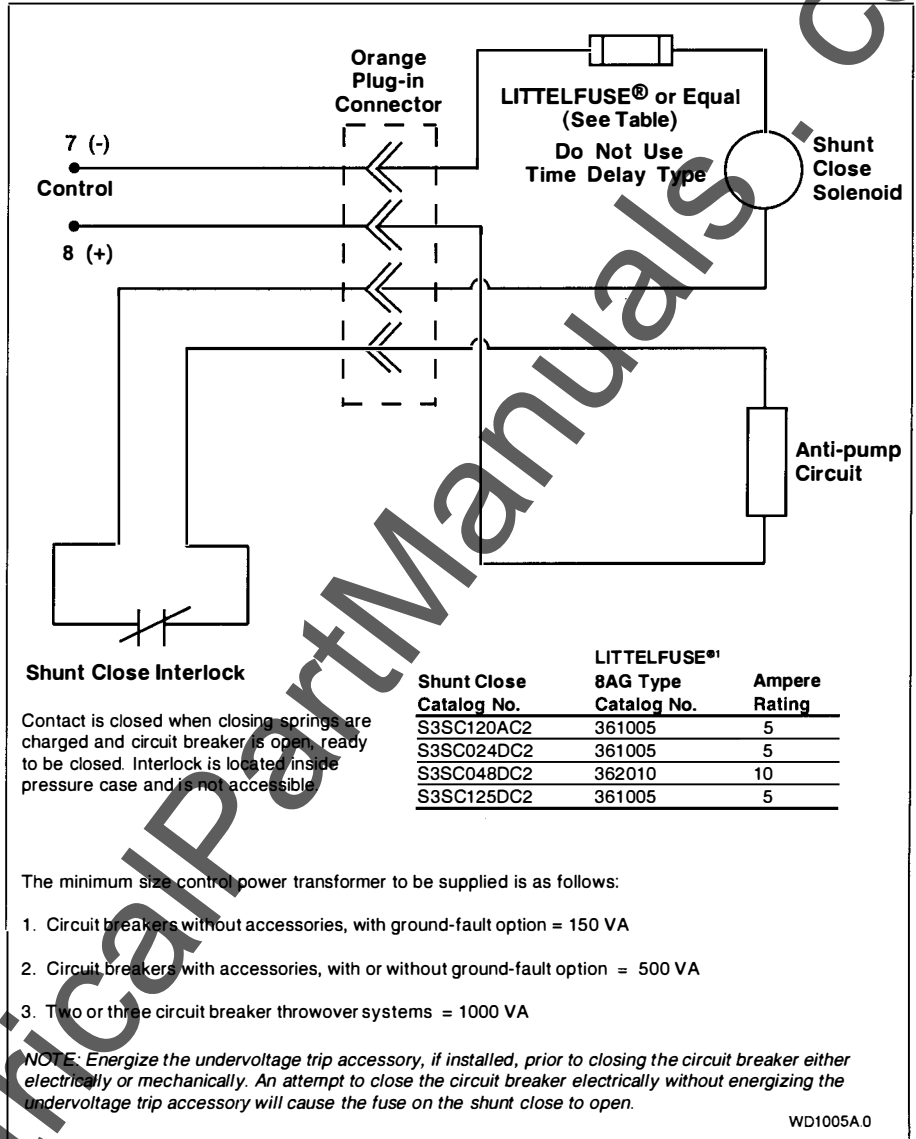 Orange
Plug-in
Connector
LITTELFUSE® or Equal
(See Table)
Do Not Use
Time Delay Type
Shunt
Close
Solenoid
7 (-)
Control
8 (+)
Anti-pump
Circuit
Shunt Close Interlock
Contact is closed when closing springs are
charged and circuit breaker is open, ready
to be closed. Interlock is located inside
pressure case and is not accessible.
LITTELFUSE®¹
Shunt Close 8AG Type Ampere
Catalog No. Catalog No. Rating
S3SC120AC2 361005 5
S3SC024DC2 361005 5
S3SC048DC2 362010 10
S3SC125DC2 361005 5
The minimum size control power transformer to be supplied is as follows:
1. Circuit breakers without accessories, with ground-fault option = 150 VA
2. Circuit breakers with accessories, with or without ground-fault option = 500 VA
3. Two or three circuit breaker throwover systems = 1000 VA
NOTE: Energize the undervoltage trip accessory, if installed, prior to closing the circuit breaker either
electrically or mechanically. An attempt to close the circuit breaker electrically without energizing the
undervoltage trip accessory will cause the fuse on the shunt close to open.
WD1005A.0
ricalPartManuals . co